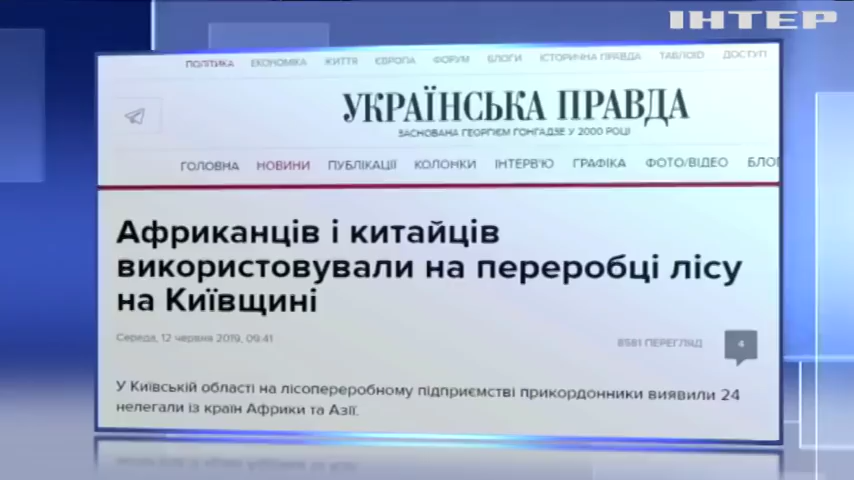 ІНТЕР
ПОЛІТИКА ЕКОНОМІКА ЖИТТЯ ЄВРОПА ФОРУМ БЛОГИ ІСТОРИЧНА ПРАВДА ТАБЛОІD ДОСТУП
УКРАЇНСЬКА ПРАВДА
ЗАСНОВАНА ГЕОРГІЄМ ГОНГАДЗЕ У 2000 РОЦІ
ГОЛОВНА НОВИНИ ПУБЛІКАЦІЇ КОЛОНКИ ІНТЕРВ'Ю ГРАФІКА ФОТО/ВІДЕО БЛОГ
Африканців і китайців
використовували на переробці лісу
на Київщині
Середа, 12 червня 2019, 09:41
8581 ПЕРЕГЛЯД
4
У Київській області на лісопереробному підприємстві прикордонники виявили 24
нелегали із країн Африки та Азії.